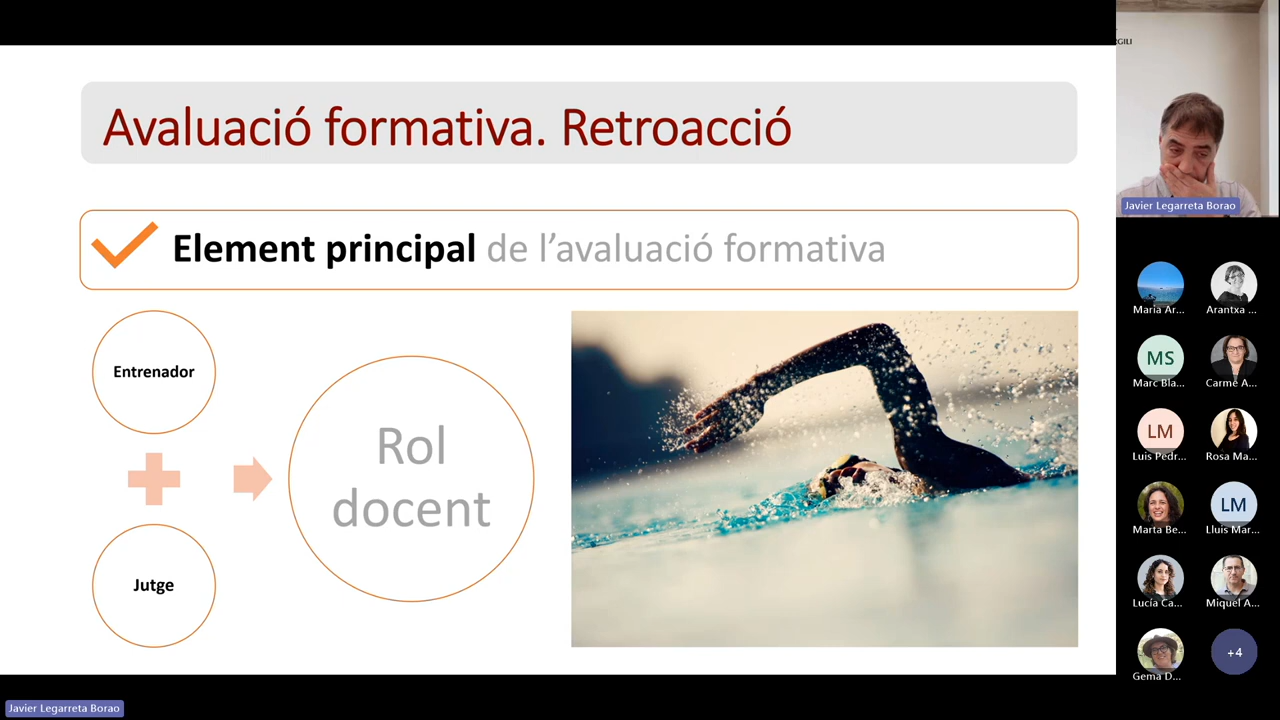 Avaluació formativa. Retroacció
Element principal de l’avaluació formativa
Entrenador
Jutge
Rol
docent
Javier Legarreta Borao
Maria Ar...
Arantxa ...
MS
Marc Bla...
Carme A...
LM
Luis Pedr...
Rosa Ma...
Marta Be...
LM
Lluis Mar...
Lucía Ca...
Miquel A...
Gema D...
+4
Javier Legarreta Borao